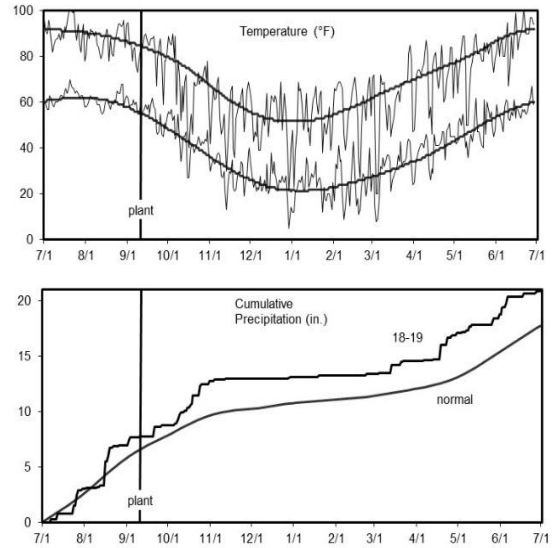 100
Temperature (°F)
80
60
40
20
plant
0
7/1 8/1 9/1 10/1 11/1 12/1 1/1 2/1 3/1 4/1 5/1 6/1 7/1
20
Cumulative
Precipitation (in.)
18-19
15
normal
10
5
plant
0
7/1 8/1 9/1 10/1 11/1 12/1 1/1 2/1 3/1 4/1 5/1 6/1 7/1